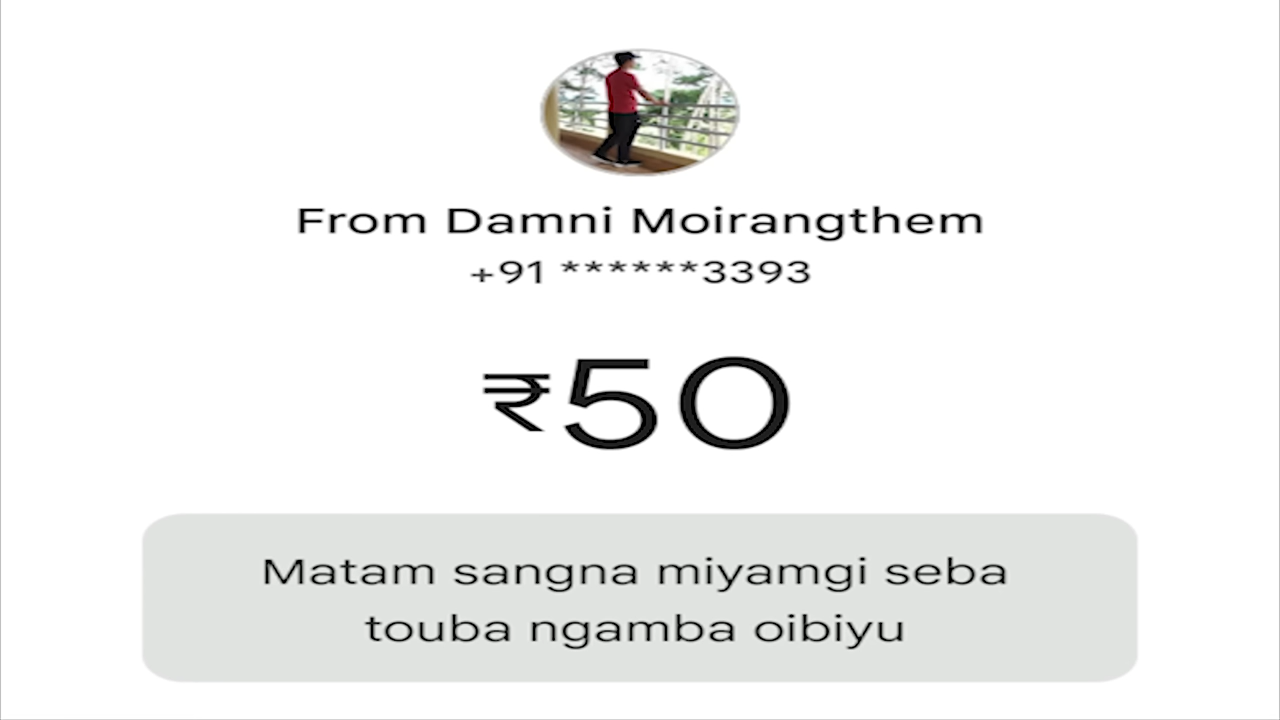 From Damni Moirangthem
+91 ******3393
₹50
Matam sangna miyamgi seba
touba ngamba oibiyu